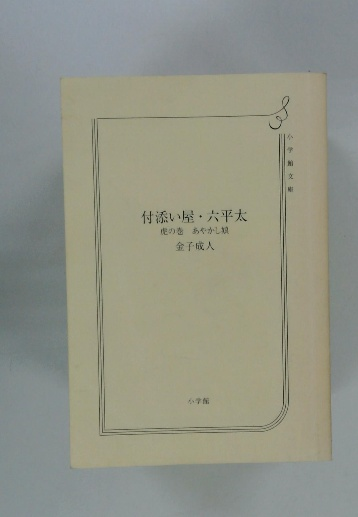 小学館文庫
付添い屋・六平太
虎の巻 あやかし娘
金子成人
小学館